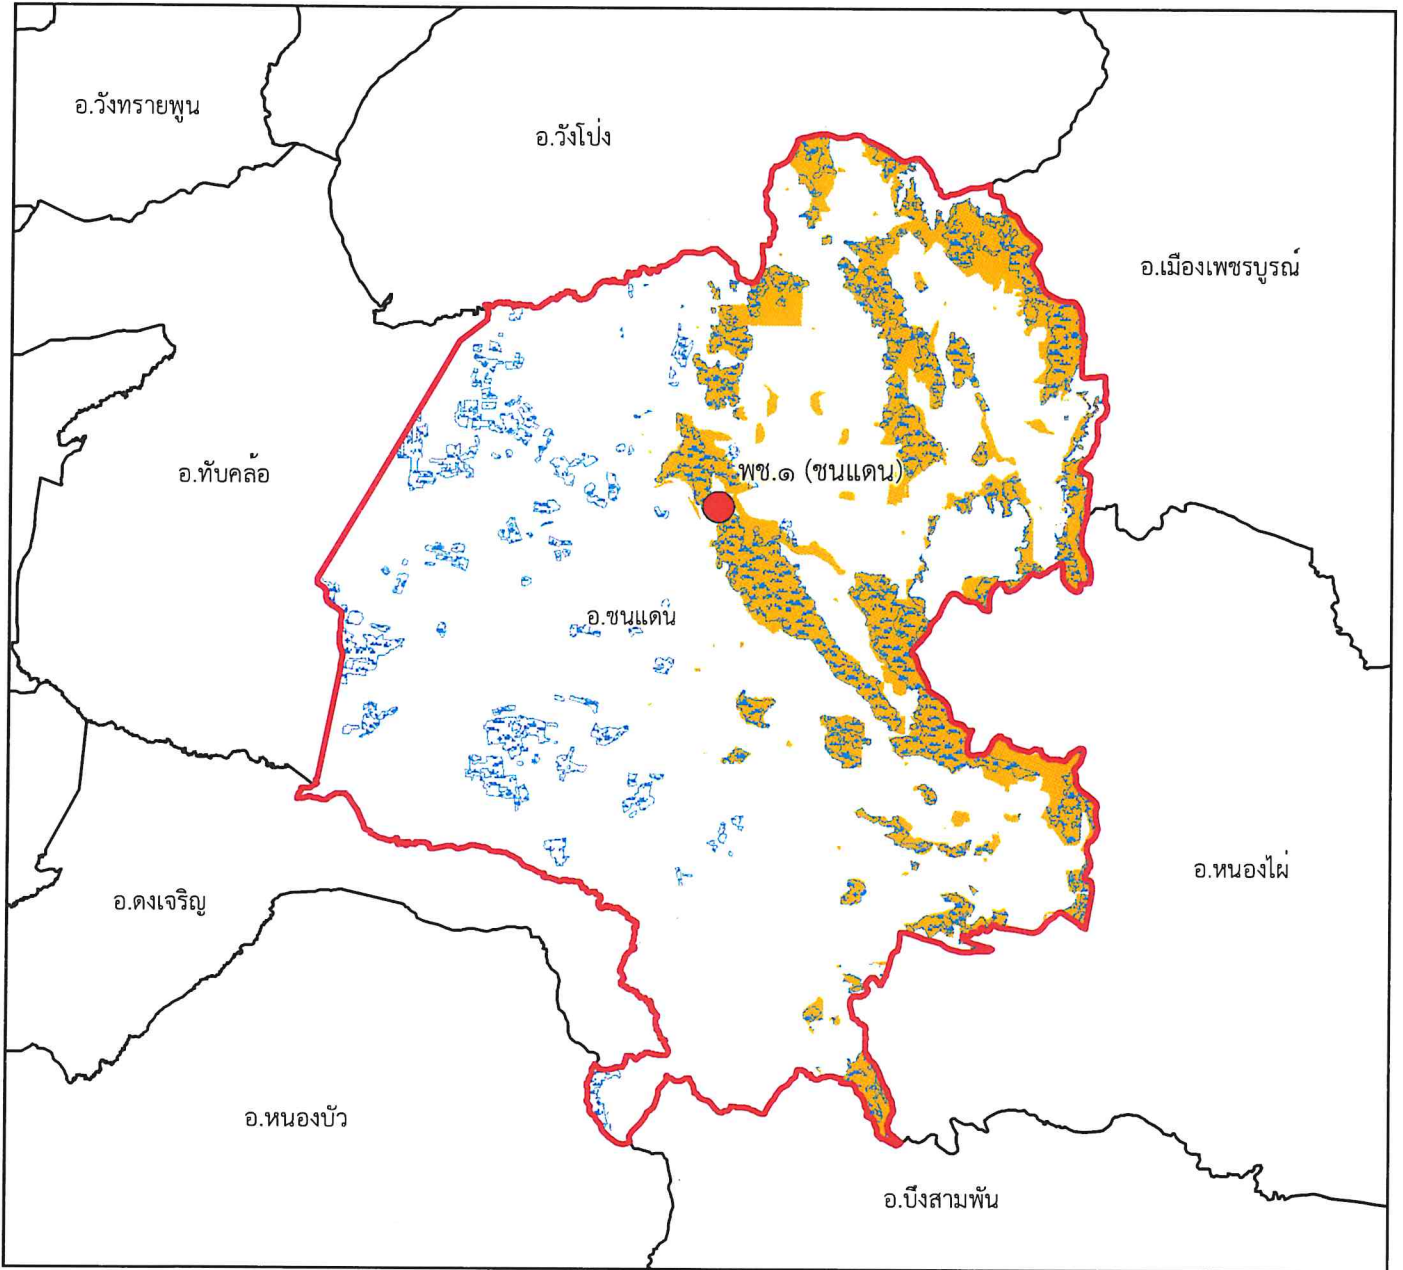 อ.วังทรายพูน
อ.วังโป่ง
อ.เมืองเพชรบูรณ์
อ.ทับคล้อ
พช.๑ (ชนแดน)
อ.ชนแดน
อ.หนองไผ่
อ.ดงเจริญ
อ.หนองบัว
อ.บึงสามพัน